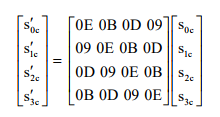 s'0c 0E 0B 0D 09 s0c
s'1c = 09 0E 0B 0D s1c
s'2c 0D 09 0E 0B s2c
s'3c 0B 0D 09 0E s3c